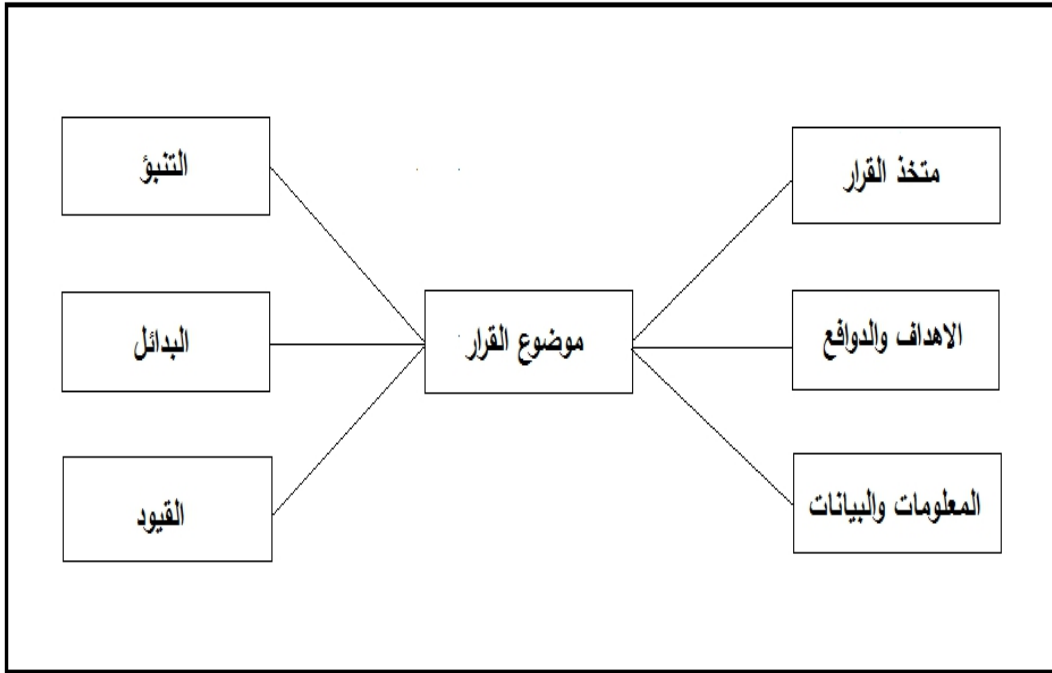 متخذ القرار
التنبؤ
موضوع القرار
الاهداف والدوافع
البدائل
المعلومات والبيانات
القيود